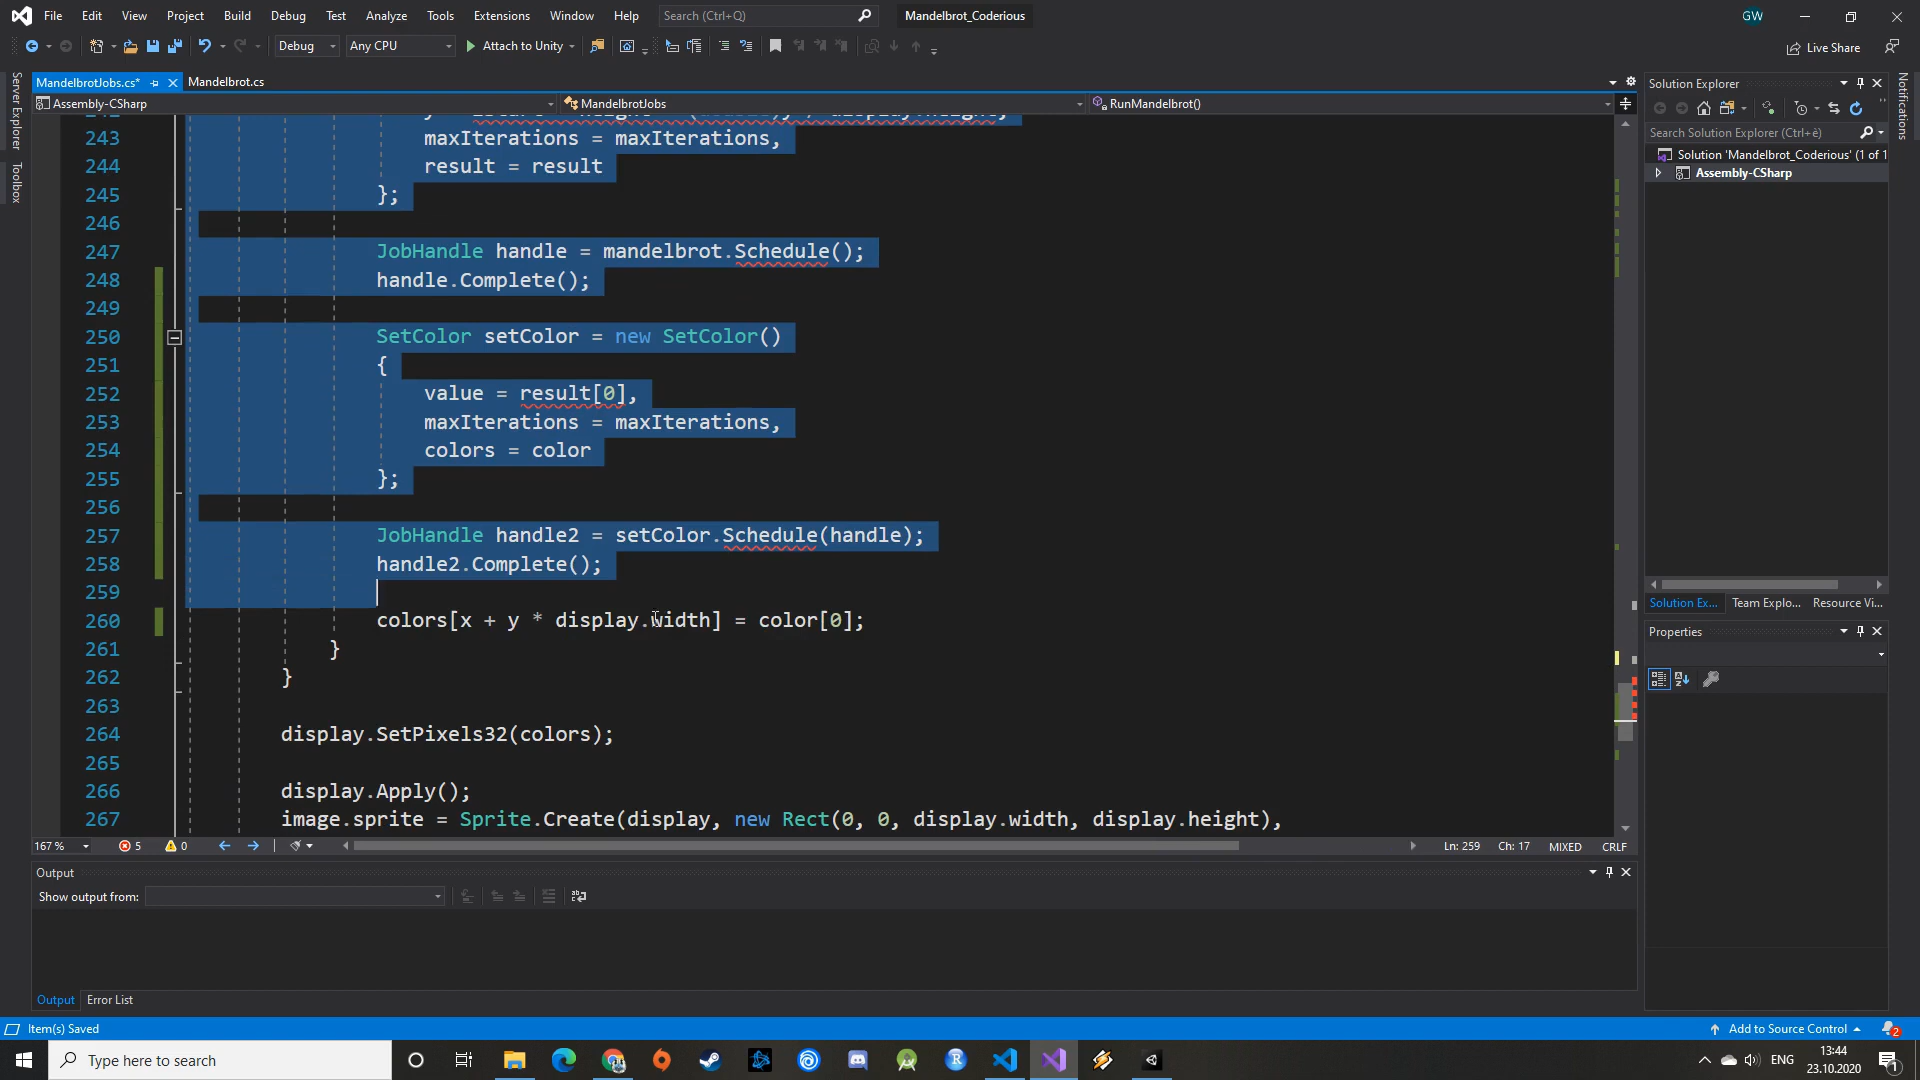 File Edit View Project Build Debug Test Analyze Tools Extensions Window Help Search (Ctrl+Q) Mandelbrot_Coderious GW
Debug Any CPU Attach to Unity Live Share
MandelbrotJobs.cs* Mandelbrot.cs
Assembly-CSharp MandelbrotJobs RunMandelbrot()
243 maxIterations = maxIterations,
244 result = result
245 };
246
247 JobHandle handle = mandelbrot.Schedule();
248 handle.Complete();
249
250 SetColor setColor = new SetColor()
251 {
252 value = result[0],
253 maxIterations = maxIterations,
254 colors = color
255 };
256
257 JobHandle handle2 = setColor.Schedule(handle);
258 handle2.Complete();
259
260 colors[x + y * display.width] = color[0];
261 }
262 }
263
264 display.SetPixels32(colors);
265
266 display.Apply();
267 image.sprite = Sprite.Create(display, new Rect(0, 0, display.width, display.height),
167 % 5 0 Ln: 259 Ch: 17 MIXED CRLF
Output
Show output from:
Output Error List
Item(s) Saved Add to Source Control 2
Server Explorer
Toolbox
Solution Explorer
Search Solution Explorer (Ctrl+è)
Solution 'Mandelbrot_Coderious' (1 of 1
Assembly-CSharp
Solution Ex... Team Explo... Resource Vi...
Properties
Notifications
Type here to search
ENG
13:44
23.10.2020
1